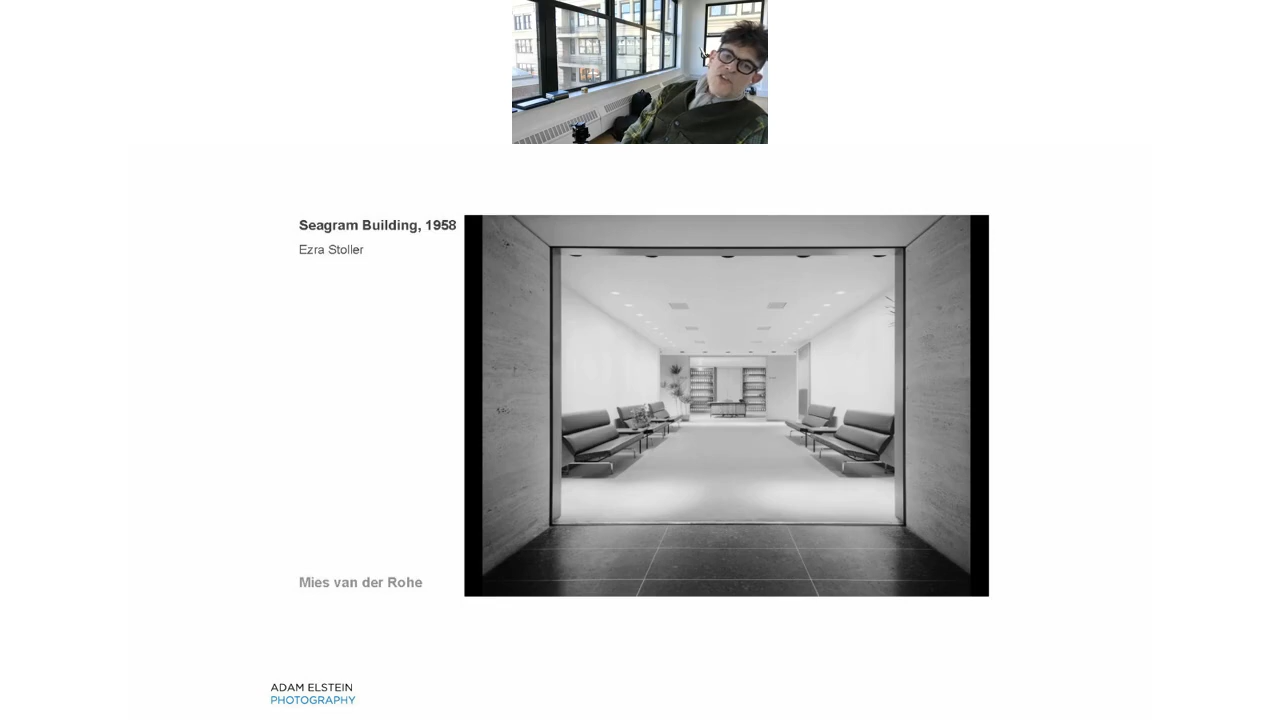 Seagram Building, 1958
Ezra Stoller
Mies van der Rohe
ADAM ELSTEIN
PHOTOGRAPHY